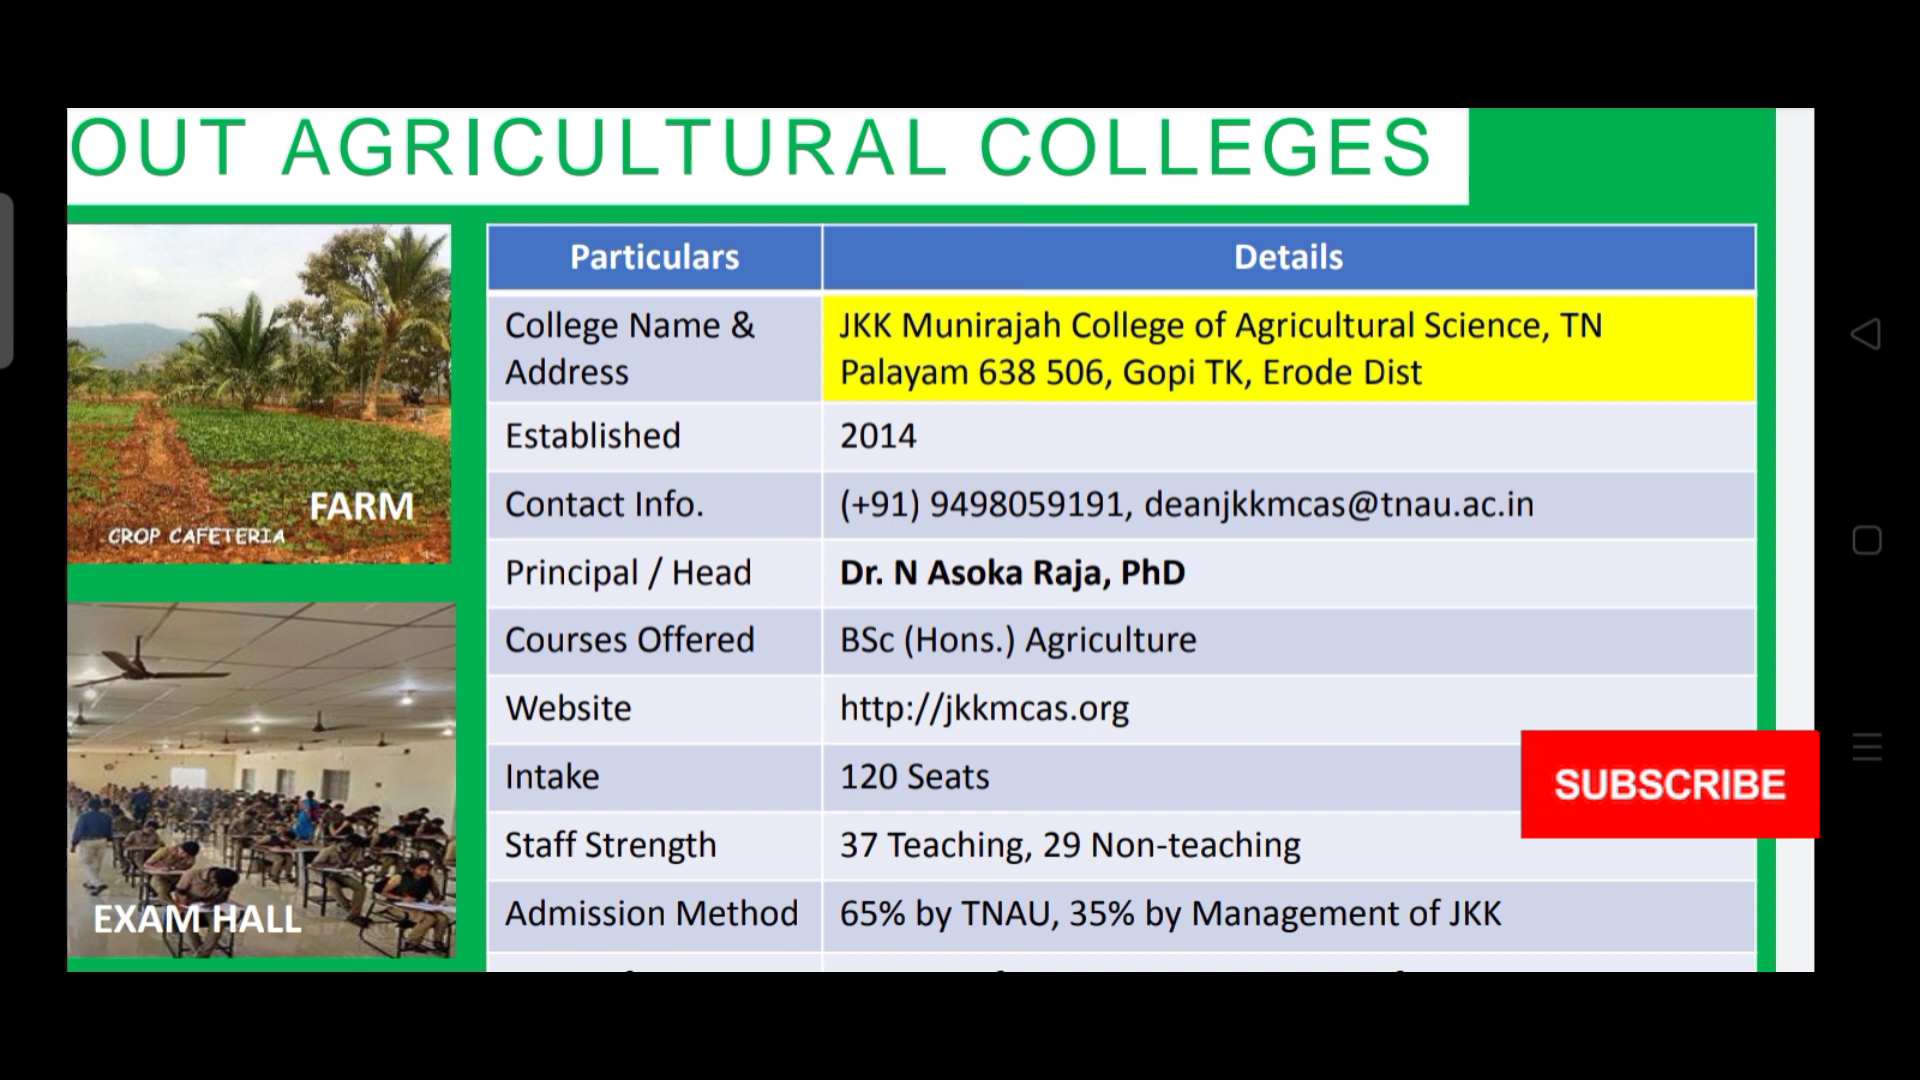 OUT AGRICULTURAL COLLEGES
FARM
CROP CAFETERIA
EXAM HALL
Particulars Details
College Name & Address JKK Munirajah College of Agricultural Science, TN
Palayam 638 506, Gopi TK, Erode Dist
Established 2014
Contact Info. (+91) 9498059191, deanjkkmcas@tnau.ac.in
Principal / Head Dr. N Asoka Raja, PhD
Courses Offered BSc (Hons.) Agriculture
Website http://jkkmcas.org
Intake 120 Seats
Staff Strength 37 Teaching, 29 Non-teaching
Admission Method 65% by TNAU, 35% by Management of JKK
SUBSCRIBE